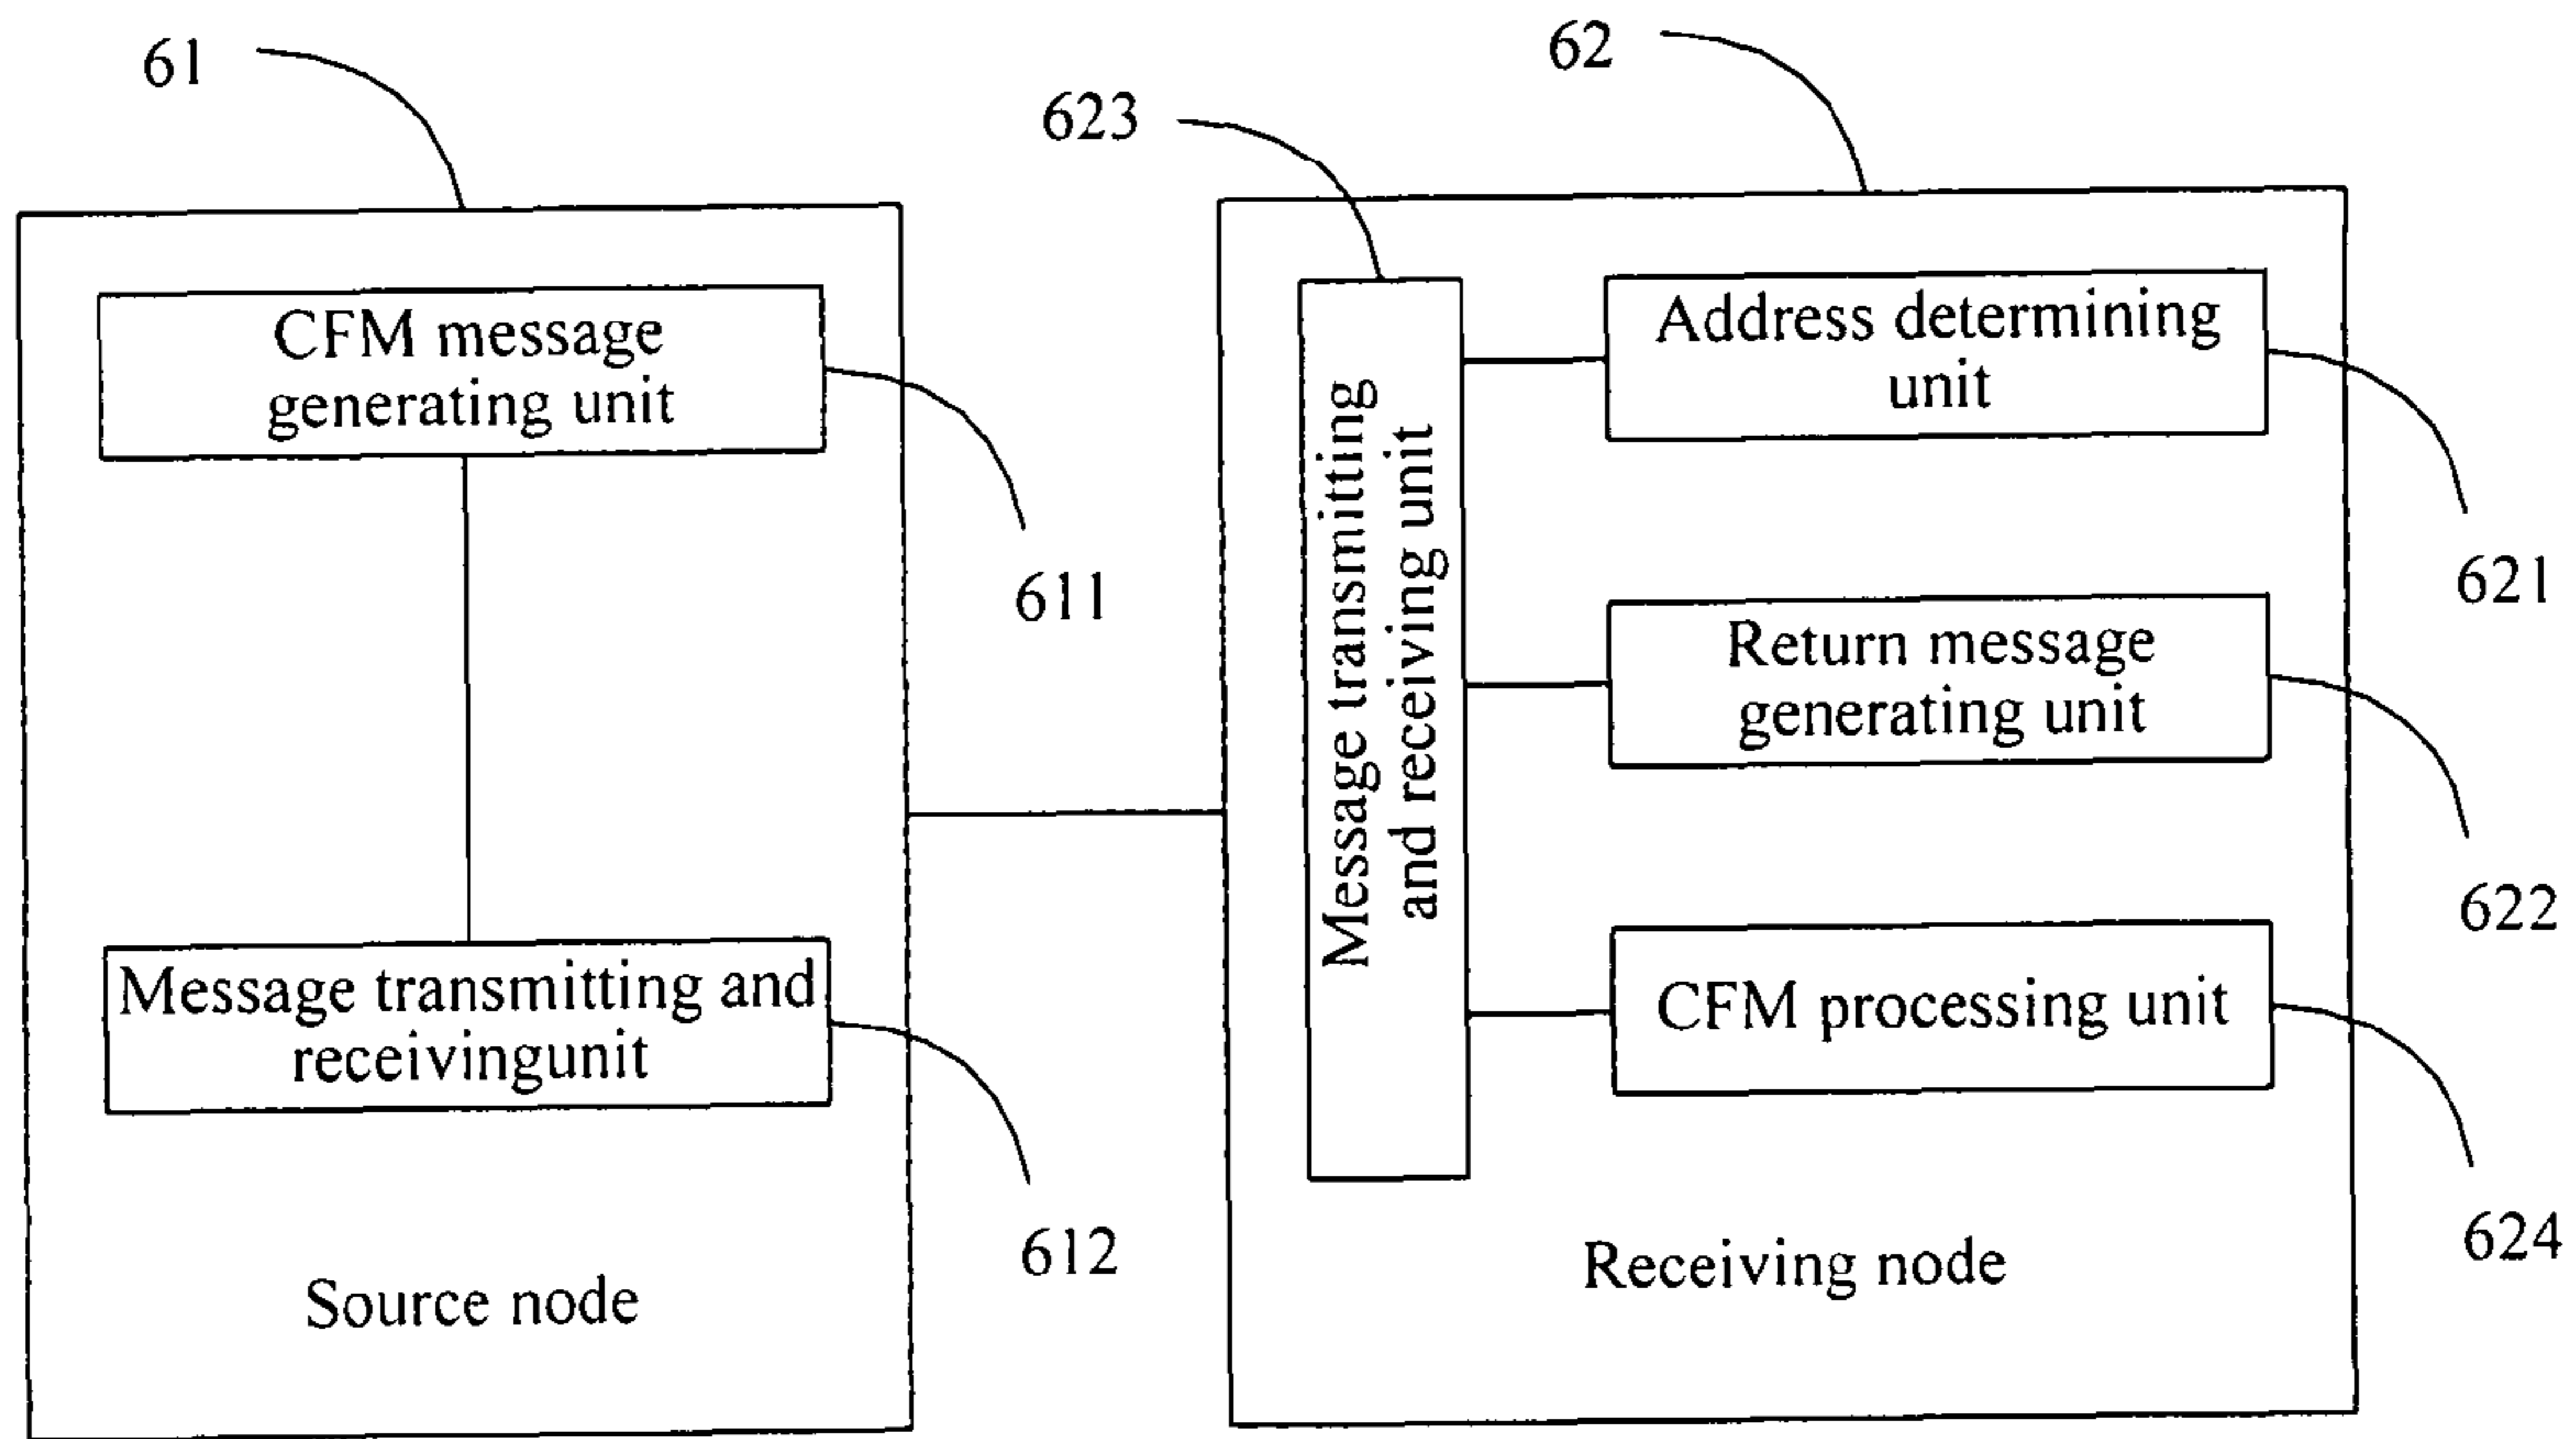 61
62
623
CFM message
generating unit
611
Message transmitting and
receivingunit
612
Source node
Message transmitting
and receiving unit
Address determining
unit
621
Return message
generating unit
622
CFM processing unit
624
Receiving node